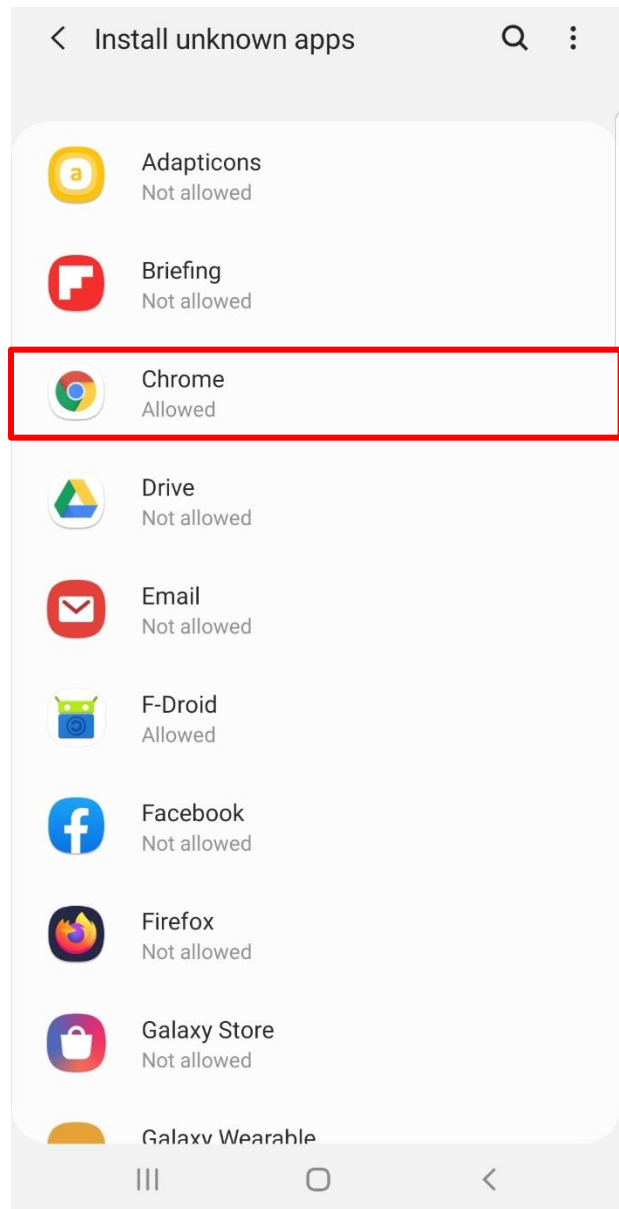 Install unknown apps
a
Adapticons
Not allowed
Briefing
Not allowed
Chrome
Allowed
Drive
Not allowed
Email
Not allowed
F-Droid
Allowed
Facebook
Not allowed
Firefox
Not allowed
Galaxy Store
Not allowed
Galaxy Wearable